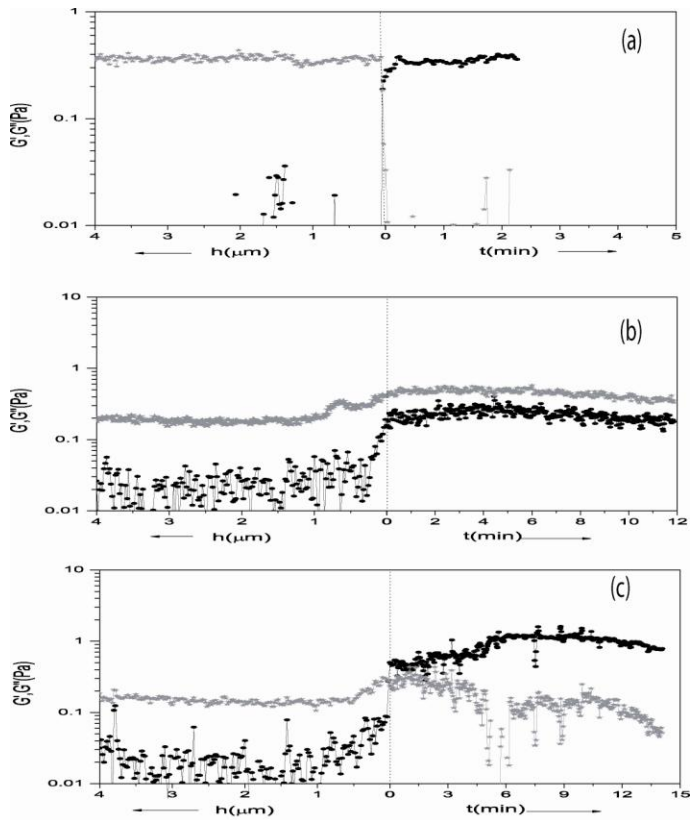 (a)
1
0.1
0.01
G',G"(Pa)
4 3 2 1 0 1 2 3 4 5
h(μm) t(min)
(b)
10
1
0.1
0.01
G',G"(Pa)
4 3 2 1 0 2 4 6 8 10 12
h(μm) t(min)
(c)
10
1
0.1
0.01
G',G"(Pa)
4 3 2 1 0 3 6 9 12 15
h(μm) t(min)